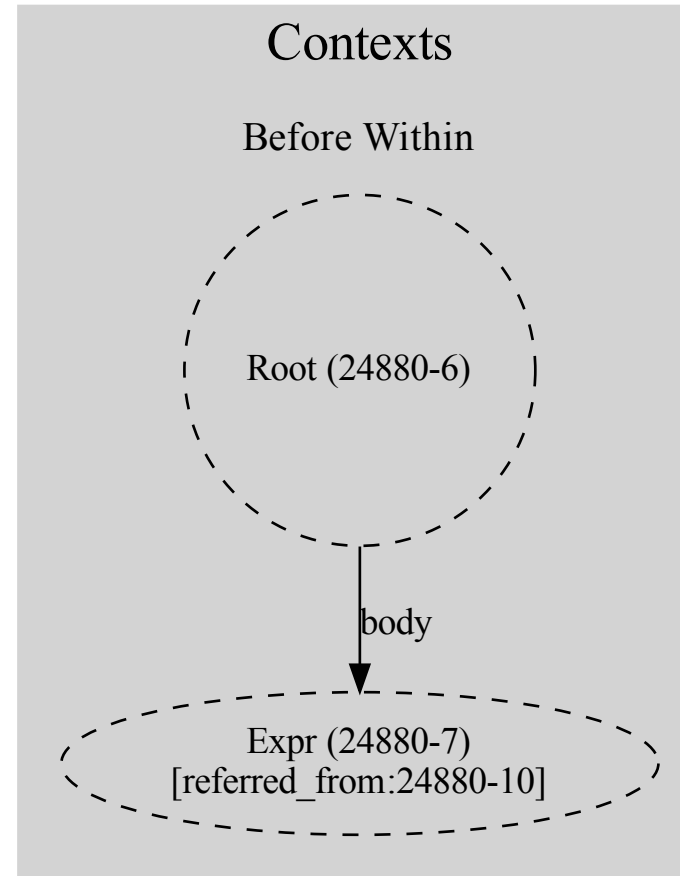 Contexts
Before Within
Root (24880-6)
body
Expr (24880-7)
[referred_from:24880-10]